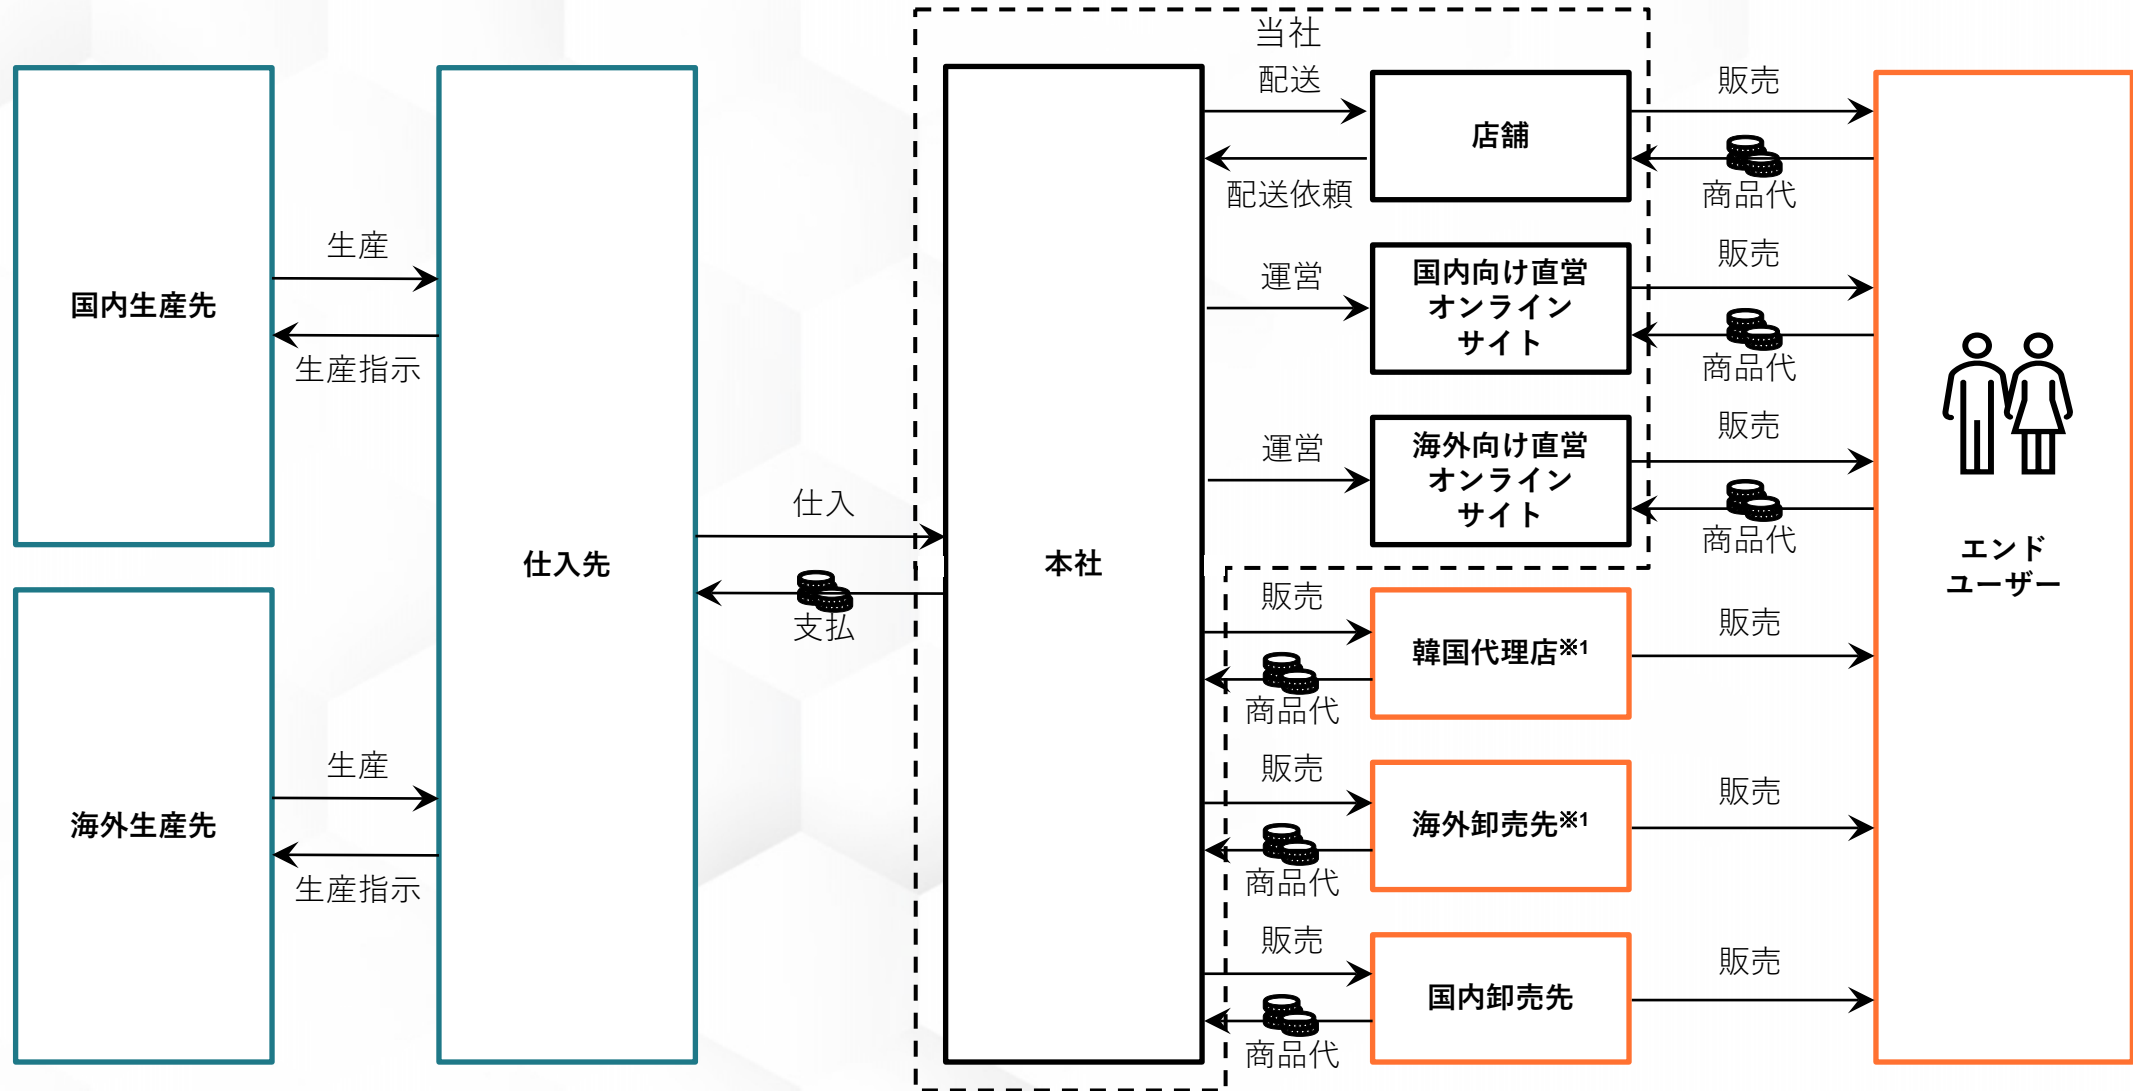 当社
国内生産先
生産
生産指示
海外生産先
生産
生産指示
仕入先
仕入
支払
本社
配送
配送依頼
店舗
販売
商品代
運営
国内向け直営
オンライン
サイト
販売
商品代
運営
海外向け直営
オンライン
サイト
販売
商品代
販売
商品代
韓国代理店※1
販売
販売
商品代
海外卸売先※1
販売
販売
商品代
国内卸売先
販売
エンド
ユーザー